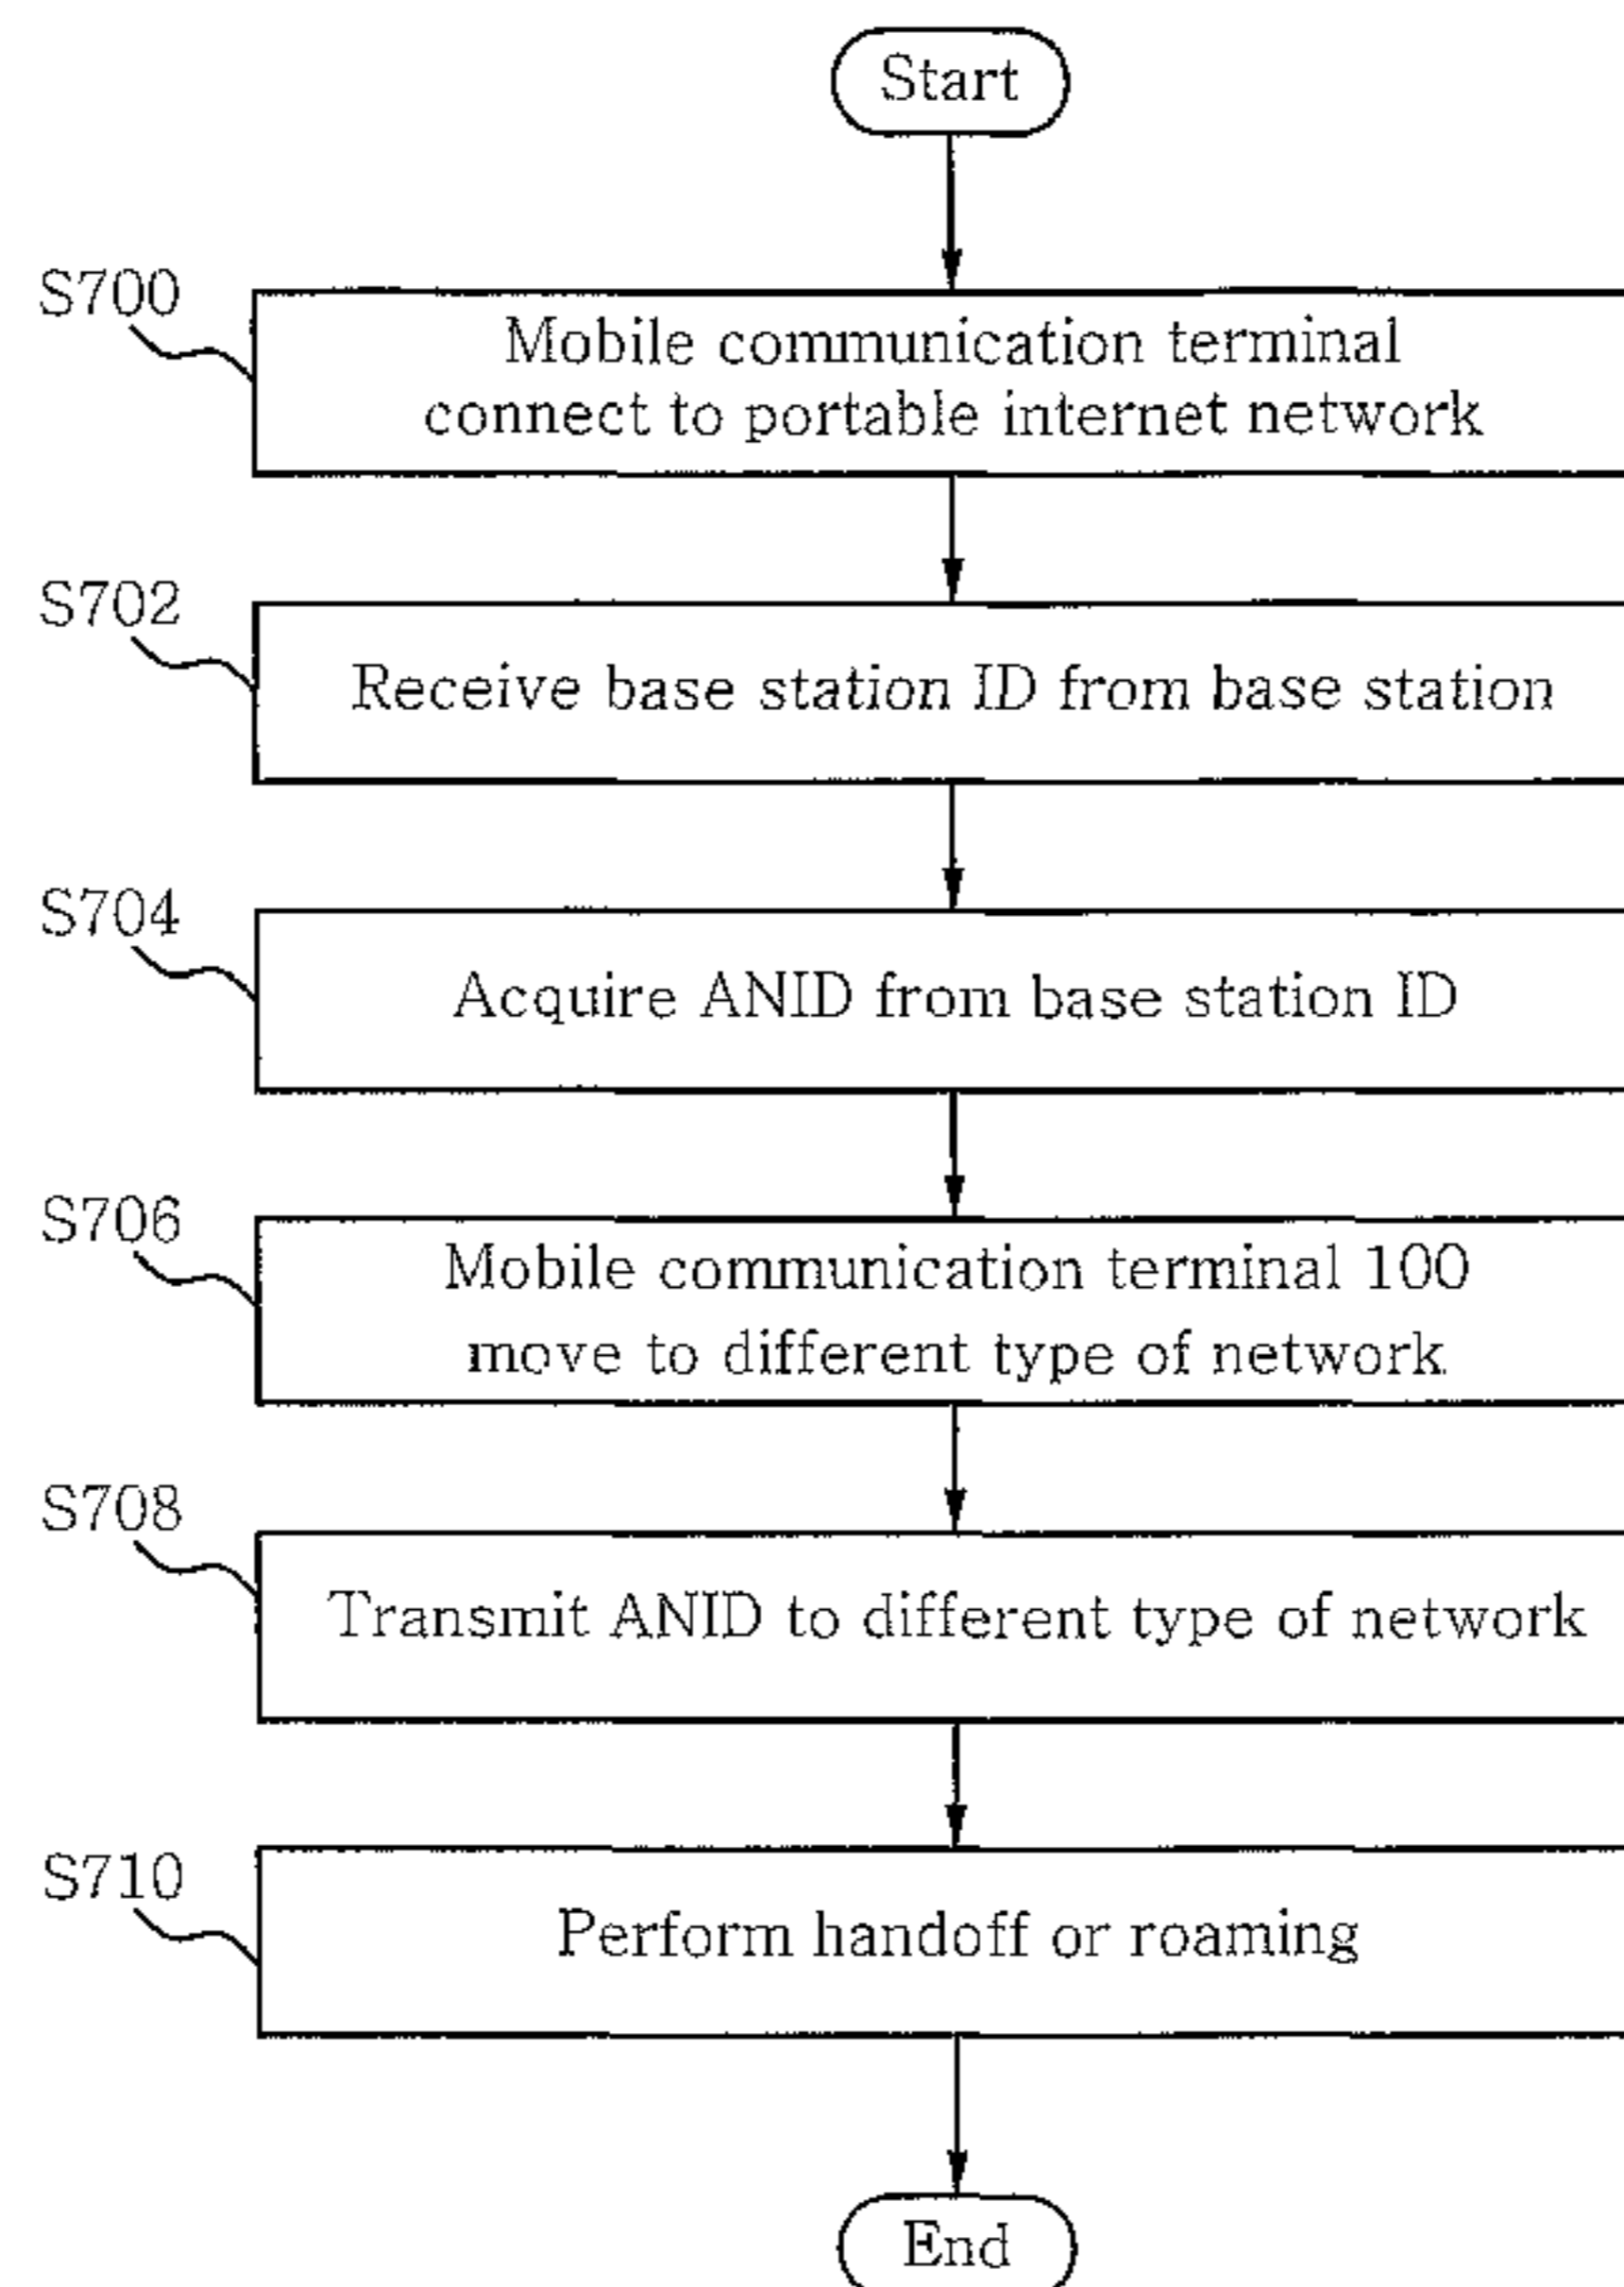 Start
S700
Mobile communication terminal
connect to portable internet network
S702
Receive base station ID from base station
S704
Acquire ANID from base station ID
S706
Mobile communication terminal 100
move to different type of network
S708
Transmit ANID to different type of network
S710
Perform handoff or roaming
End